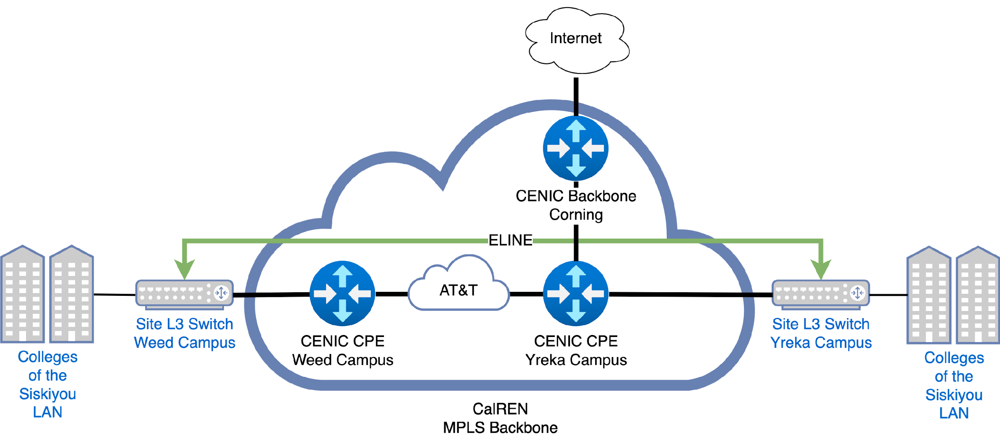 Internet
CENIC Backbone
Corning
ELINE
AT&T
Site L3 Switch
Weed Campus
CENIC CPE
Weed Campus
CENIC CPE
Yreka Campus
Site L3 Switch
Yreka Campus
Colleges
of the
Siskiyou
LAN
Colleges
of the
Siskiyou
LAN
CalREN
MPLS Backbone